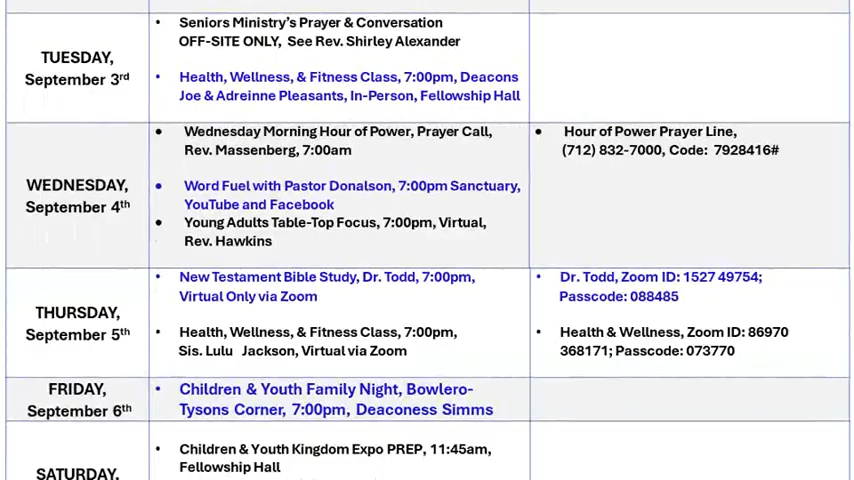 • Seniors Ministry's Prayer & Conversation
OFF-SITE ONLY, See Rev. Shirley Alexander
TUESDAY,
September 3rd
• Health, Wellness, & Fitness Class, 7:00pm, Deacons
Joe & Adreinne Pleasants, In-Person, Fellowship Hall
• Wednesday Morning Hour of Power, Prayer Call,
Rev. Massenberg, 7:00am
• Hour of Power Prayer Line,
(712) 832-7000, Code: 7928416#
WEDNESDAY,
September 4th
• Word Fuel with Pastor Donalson, 7:00pm Sanctuary,
YouTube and Facebook
• Young Adults Table-Top Focus, 7:00pm, Virtual,
Rev. Hawkins
• New Testament Bible Study, Dr. Todd, 7:00pm,
Virtual Only via Zoom
• Dr. Todd, Zoom ID: 1527 49754;
Passcode: 088485
THURSDAY,
September 5th
• Health, Wellness, & Fitness Class, 7:00pm,
Sis. Lulu Jackson, Virtual via Zoom
• Health & Wellness, Zoom ID: 86970
368171; Passcode: 073770
FRIDAY,
September 6th
• Children & Youth Family Night, Bowlero-
Tysons Corner, 7:00pm, Deaconess Simms
• Children & Youth Kingdom Expo PREP, 11:45am,
Fellowship Hall
SATURDAY,